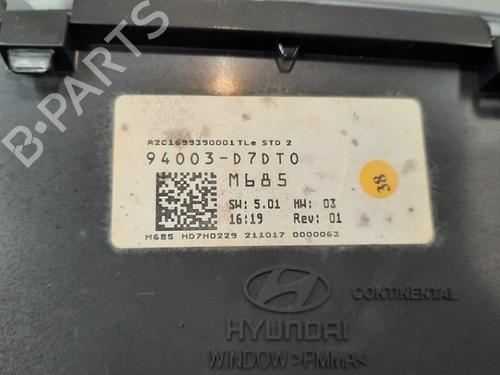 B-PARTS
A2C1699390001 TLe STD 2
94003-D7DT0
M685
SW: 5.01 HW: 03
16:19 Rev: 01
M685 HD7H0229 211017 0000063
38
CONTINENTAL
HYUNDAI
WINDOW >PMMA<